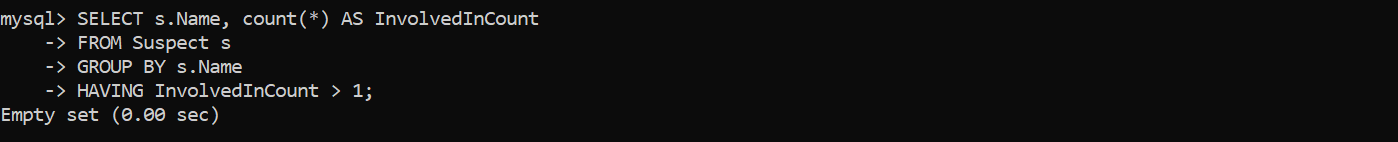 mysql> SELECT s.Name, count(*) AS InvolvedInCount
    -> FROM Suspect s
    -> GROUP BY s.Name
    -> HAVING InvolvedInCount > 1;
Empty set (0.00 sec)